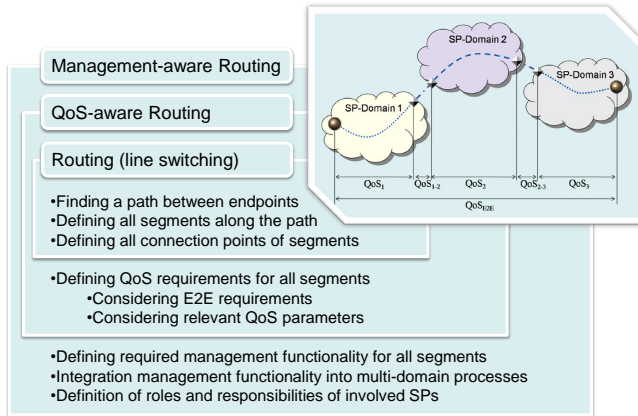 SP-Domain 2
SP-Domain 3
SP-Domain 1
QoS1
QoS1-2
QoS2
QoS2-3
QoS3
QoSE2E
Management-aware Routing
QoS-aware Routing
Routing (line switching)
•Finding a path between endpoints
•Defining all segments along the path
•Defining all connection points of segments
•Defining QoS requirements for all segments
•Considering E2E requirements
•Considering relevant QoS parameters
•Defining required management functionality for all segments
•Integration management functionality into multi-domain processes
•Definition of roles and responsibilities of involved SPs